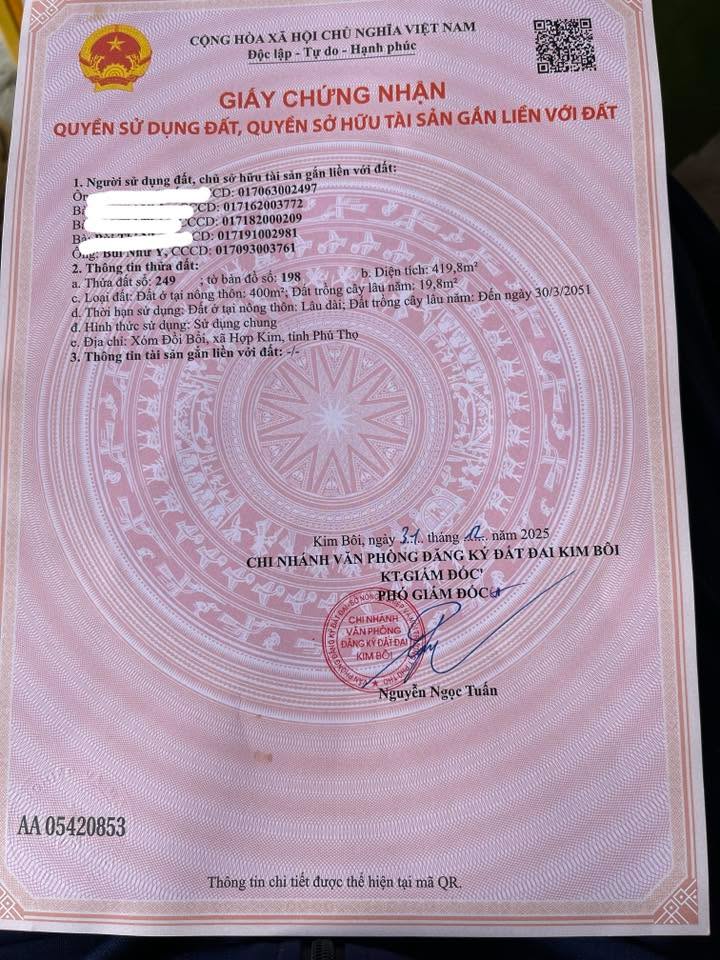 CỘNG HÒA XÃ HỘI CHỦ NGHĨA VIỆT NAM
Độc lập - Tự do - Hạnh phúc
GIẤY CHỨNG NHẬN
QUYỀN SỬ DỤNG ĐẤT, QUYỀN SỞ HỮU TÀI SẢN GẮN LIỀN VỚI ĐẤT
1. Người sử dụng đất, chủ sở hữu tài sản gắn liền với đất:
CCCD: 017063002497
CCCD: 017162003772
CCCD: 017182000209
CCCD: 017191002981
Ông: Bùi Như Ý, CCCD: 017093003761
2. Thông tin thửa đất:
a. Thửa đất số: 249 ; tờ bản đồ số: 198 b. Diện tích: 419,8m²
c. Loại đất: Đất ở tại nông thôn: 400m²; Đất trồng cây lâu năm: 19,8m²
d. Thời hạn sử dụng: Đất ở tại nông thôn: Lâu dài; Đất trồng cây lâu năm: Đến ngày 30/3/2051
đ. Hình thức sử dụng: Sử dụng chung
e. Địa chỉ: Xóm Đồi Bôi, xã Hợp Kim, tỉnh Phú Thọ
3. Thông tin tài sản gắn liền với đất: -/-
Kim Bôi, ngày 31 tháng 12 năm 2025
CHI NHÁNH VĂN PHÒNG ĐĂNG KÝ ĐẤT ĐAI KIM BÔI
KT.GIÁM ĐỐC
PHÓ GIÁM ĐỐC
CHI NHÁNH
VĂN PHÒNG
ĐĂNG KÝ ĐẤT ĐAI
KIM BÔI
Nguyễn Ngọc Tuấn
AA 05420853
Thông tin chi tiết được thể hiện tại mã QR.